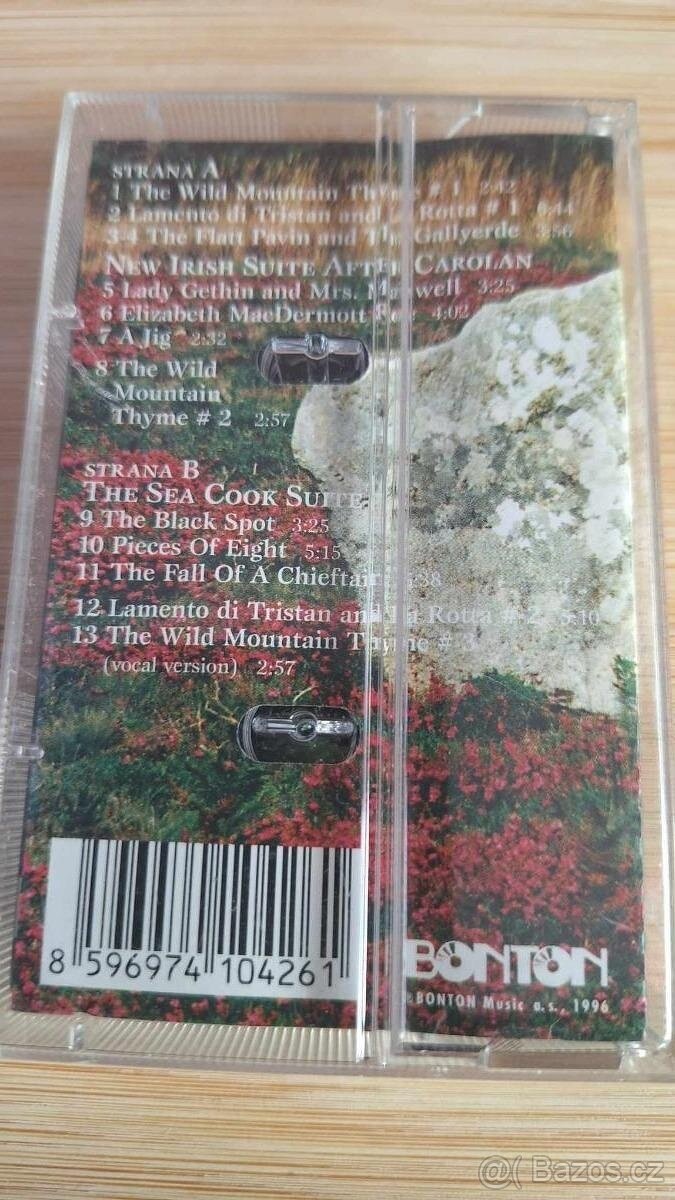 STRANA A
1 The Wild Mountain Thyme # 1 2:42
2 Lamento di Tristan and La Rotta # 1 6:44
3-4 The Flatt Pavin and The Gallyerde 3:56
New Irish Suite After Carolan
5 Lady Gethin and Mrs. Maxwell 3:25
6 Elizabeth MacDermott Roe 4:02
7 A Jig 2:32
8 The Wild
Mountain
Thyme # 2 2:57
STRANA B
The Sea Cook Suite
9 The Black Spot 3:25
10 Pieces Of Eight 5:15
11 The Fall Of A Chieftain :38
12 Lamento di Tristan and La Rotta # 2 5:10
13 The Wild Mountain Thyme # 3
(vocal version) 2:57
8 596974 104261
BONTON
BONTON Music a.s., 1996
@ Bazoš.cz